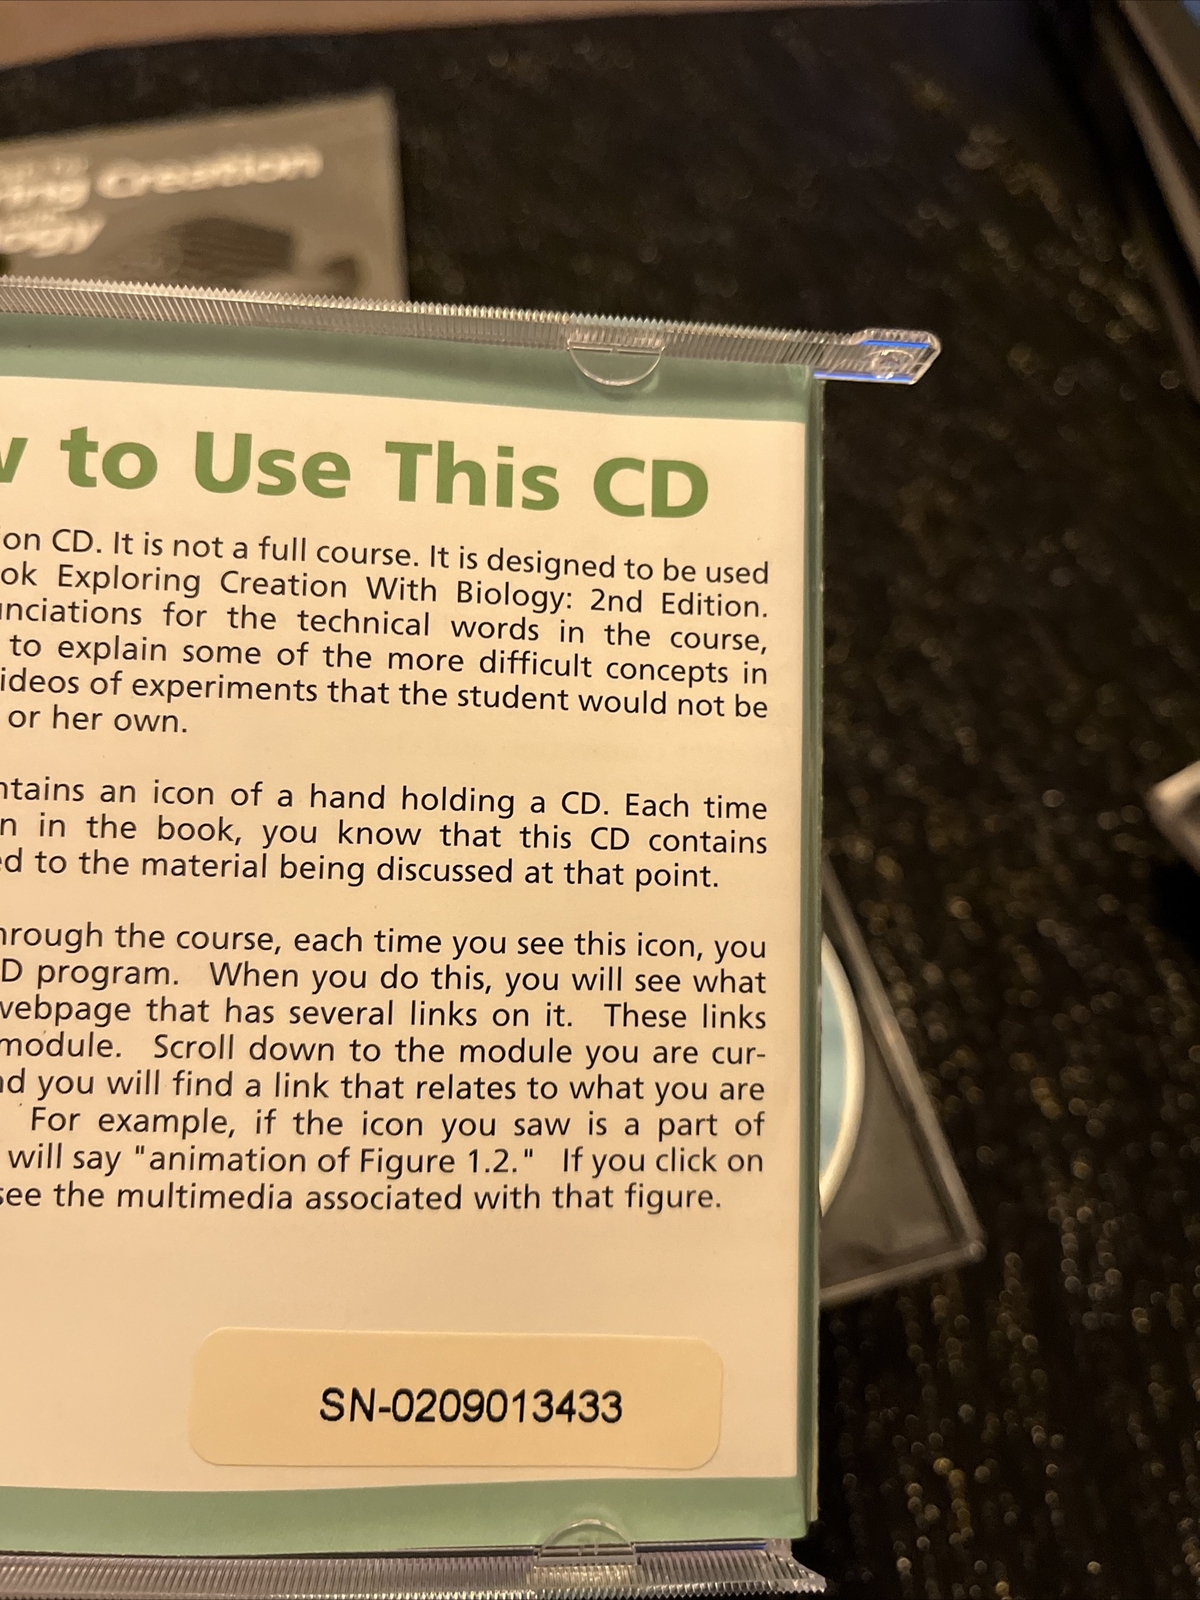 Creation
to Use This CD
on CD. It is not a full course. It is designed to be used
ok Exploring Creation With Biology: 2nd Edition.
nciations for the technical words in the course,
to explain some of the more difficult concepts in
ideos of experiments that the student would not be
or her own.
ntains an icon of a hand holding a CD. Each time
n in the book, you know that this CD contains
ed to the material being discussed at that point.
hrough the course, each time you see this icon, you
D program. When you do this, you will see what
webpage that has several links on it. These links
module. Scroll down to the module you are cur-
nd you will find a link that relates to what you are
For example, if the icon you saw is a part of
will say "animation of Figure 1.2." If you click on
see the multimedia associated with that figure.
SN-0209013433